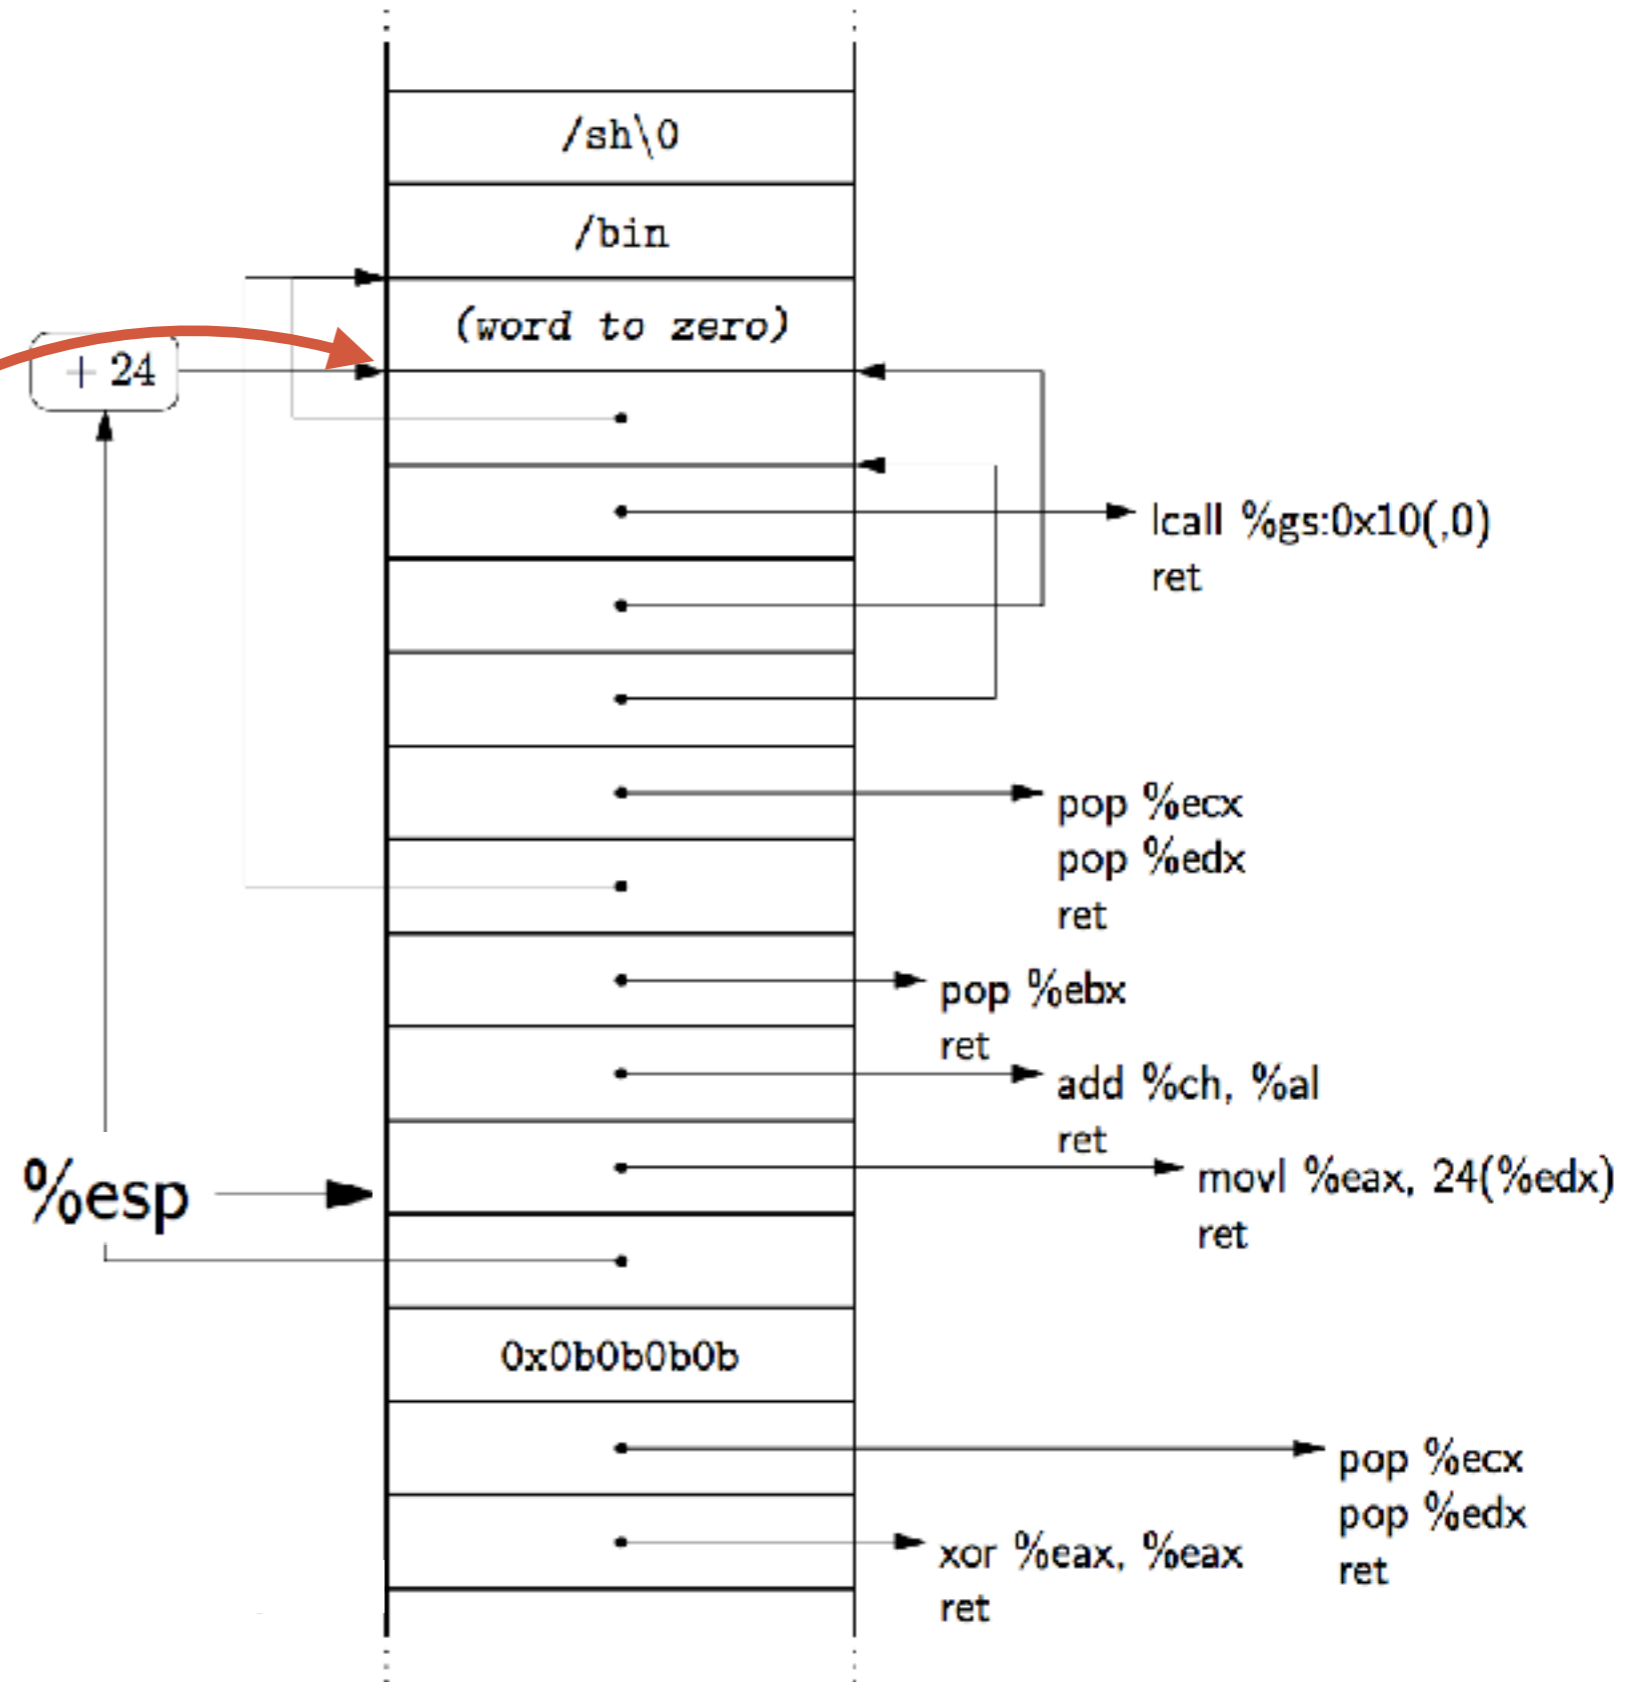 /sh\0
/bin
(word to zero)
+ 24
lcall %gs:0x10(,0)
ret
pop %ecx
pop %edx
ret
pop %ebx
ret
add %ch, %al
ret
%esp
movl %eax, 24(%edx)
ret
0x0b0b0b0b
pop %ecx
pop %edx
ret
xor %eax, %eax
ret